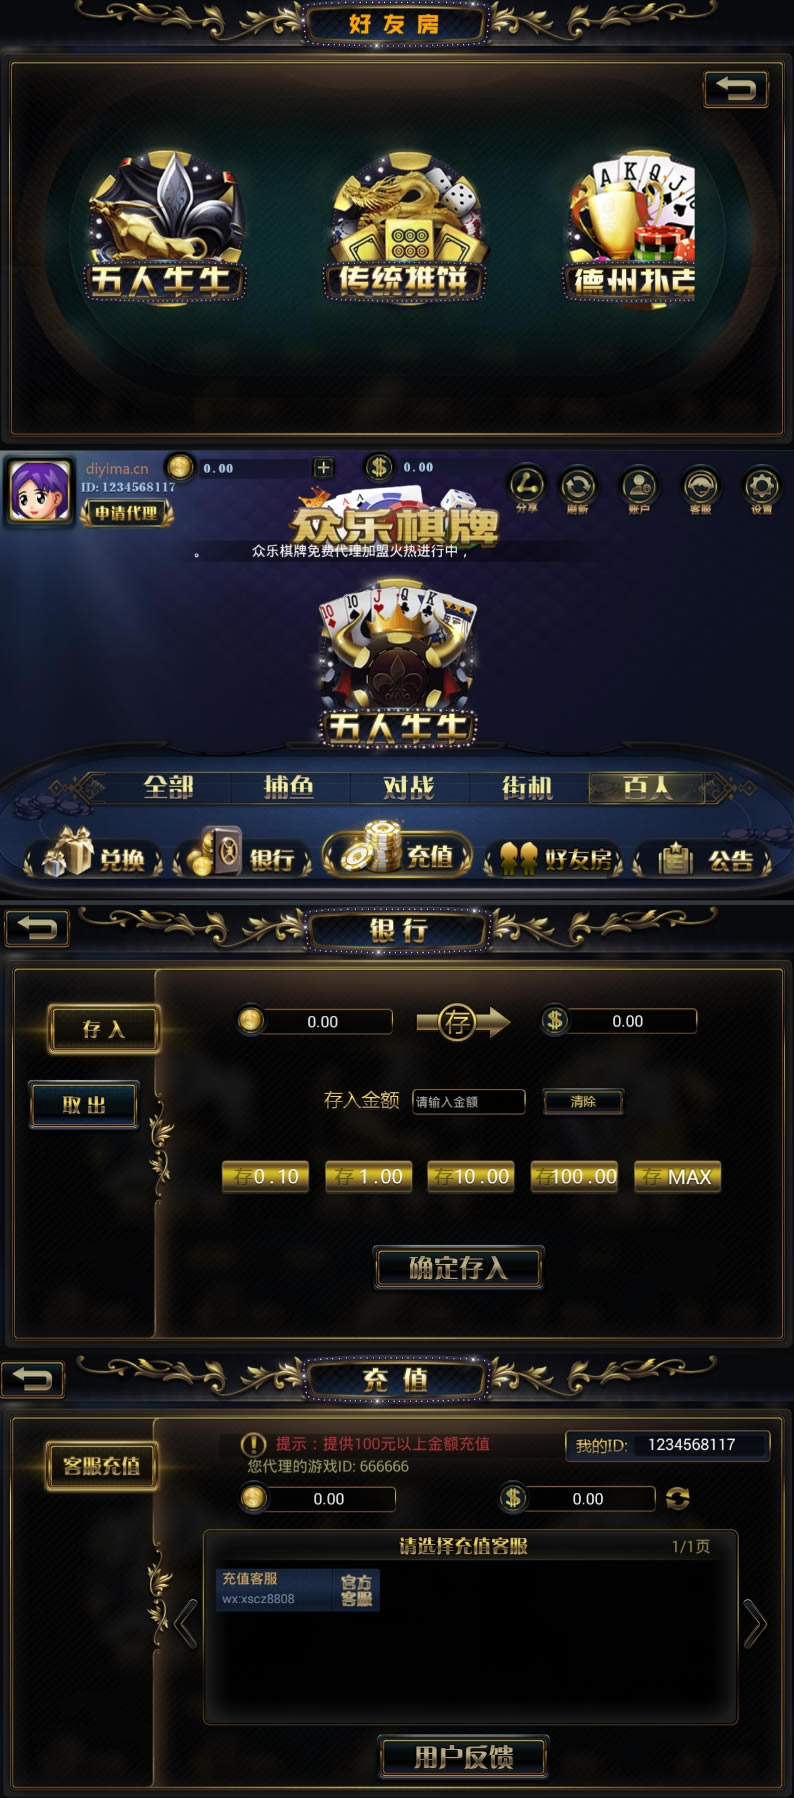 好友房
五人牛牛
传统推饼
A K Q J 10
德州扑克
diyima.cn
0.00
0.00
ID:1234568117
申请代理
分享
刷新
账户
客服
设置
众乐棋牌
。 众乐棋牌免费代理加盟火热进行中，
10 10 J Q K
五人牛牛
全部
捕鱼
对战
街机
百人
兑换
银行
充值
好友房
公告
银行
存入
0.00
存
0.00
取出
存入金额
请输入金额
清除
存0.10
存1.00
存10.00
存100.00
存 MAX
确定存入
充值
客服充值
提示：提供100元以上金额充值
我的ID: 1234568117
您代理的游戏ID: 666666
0.00
0.00
请选择充值客服
1/1页
充值客服
wx:xscz8808
官方
客服
用户反馈